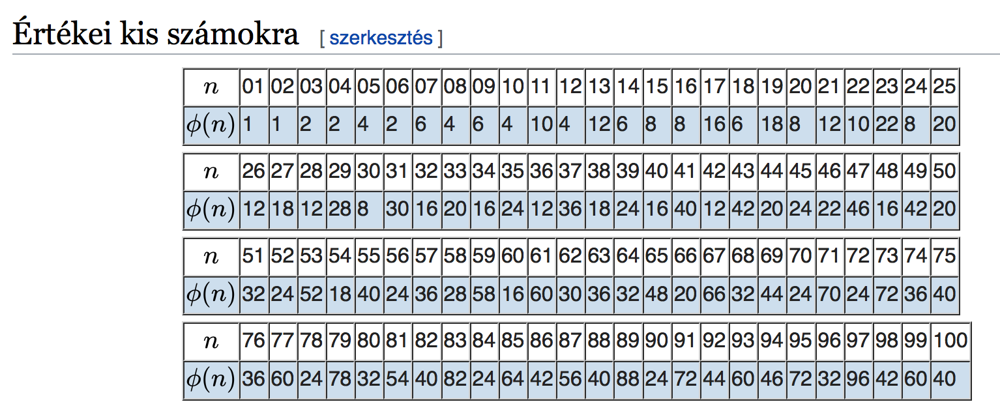 Értékei kis számokra [ szerkesztés ]
n 01 02 03 04 05 06 07 08 09 10 11 12 13 14 15 16 17 18 19 20 21 22 23 24 25
ϕ(n) 1 1 2 2 4 2 6 4 6 4 10 4 12 6 8 8 16 6 18 8 12 10 22 8 20
n 26 27 28 29 30 31 32 33 34 35 36 37 38 39 40 41 42 43 44 45 46 47 48 49 50
ϕ(n) 12 18 12 28 8 30 16 20 16 24 12 36 18 24 16 40 12 42 20 24 22 46 16 42 20
n 51 52 53 54 55 56 57 58 59 60 61 62 63 64 65 66 67 68 69 70 71 72 73 74 75
ϕ(n) 32 24 52 18 40 24 36 28 58 16 60 30 36 32 48 20 66 32 44 24 70 24 72 36 40
n 76 77 78 79 80 81 82 83 84 85 86 87 88 89 90 91 92 93 94 95 96 97 98 99 100
ϕ(n) 36 60 24 78 32 54 40 82 24 64 42 56 40 88 24 72 44 60 46 72 32 96 42 60 40